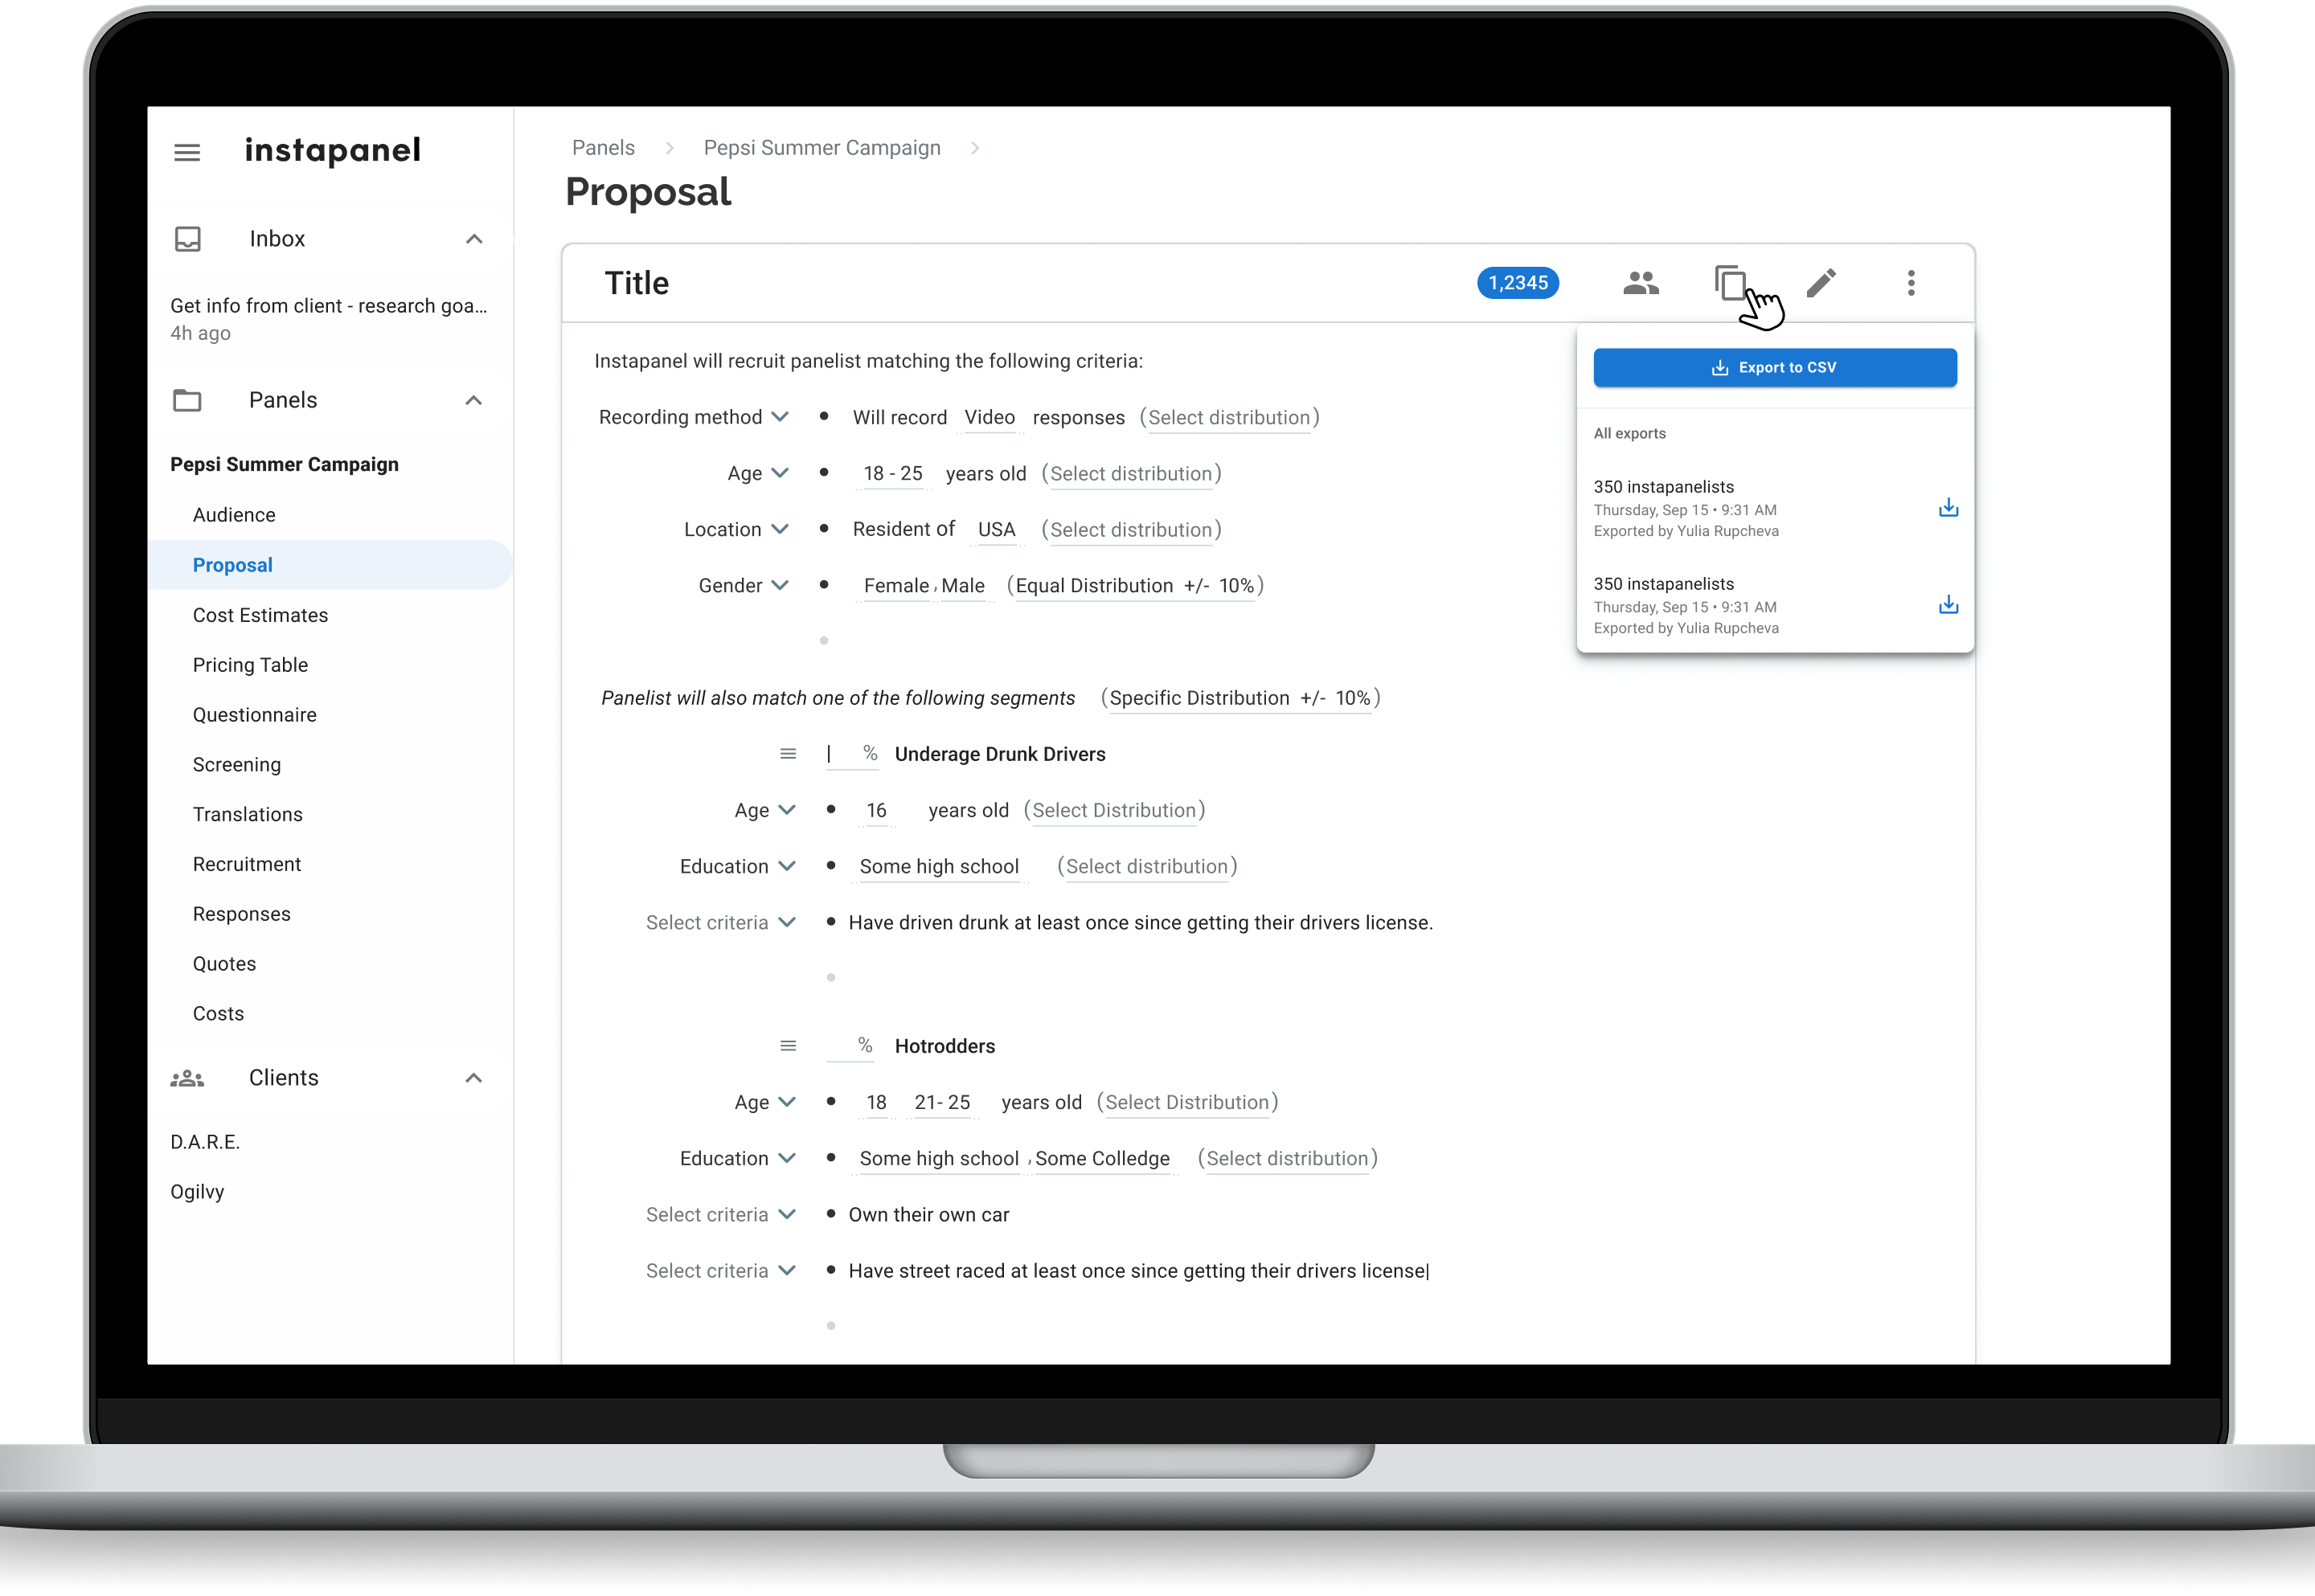 instapanel
Inbox
Get info from client - research goa...
4h ago
Panels
Pepsi Summer Campaign
Audience
Proposal
Cost Estimates
Pricing Table
Questionnaire
Screening
Translations
Recruitment
Responses
Quotes
Costs
Clients
D.A.R.E.
Ogilvy
Panels > Pepsi Summer Campaign >
Proposal
Title 1,2345
Instapanel will recruit panelist matching the following criteria:
Recording method • Will record Video responses (Select distribution)
Age • 18 - 25 years old (Select distribution)
Location • Resident of USA (Select distribution)
Gender • Female, Male (Equal Distribution +/- 10%)
Panelist will also match one of the following segments (Specific Distribution +/- 10%)
% Underage Drunk Drivers
Age • 16 years old (Select Distribution)
Education • Some high school (Select distribution)
Select criteria • Have driven drunk at least once since getting their drivers license.
% Hotrodders
Age • 18 21- 25 years old (Select Distribution)
Education • Some high school , Some Colledge (Select distribution)
Select criteria • Own their own car
Select criteria • Have street raced at least once since getting their drivers license
Export to CSV
All exports
350 instapanelists
Thursday, Sep 15 • 9:31 AM
Exported by Yulia Rupcheva
350 instapanelists
Thursday, Sep 15 • 9:31 AM
Exported by Yulia Rupcheva